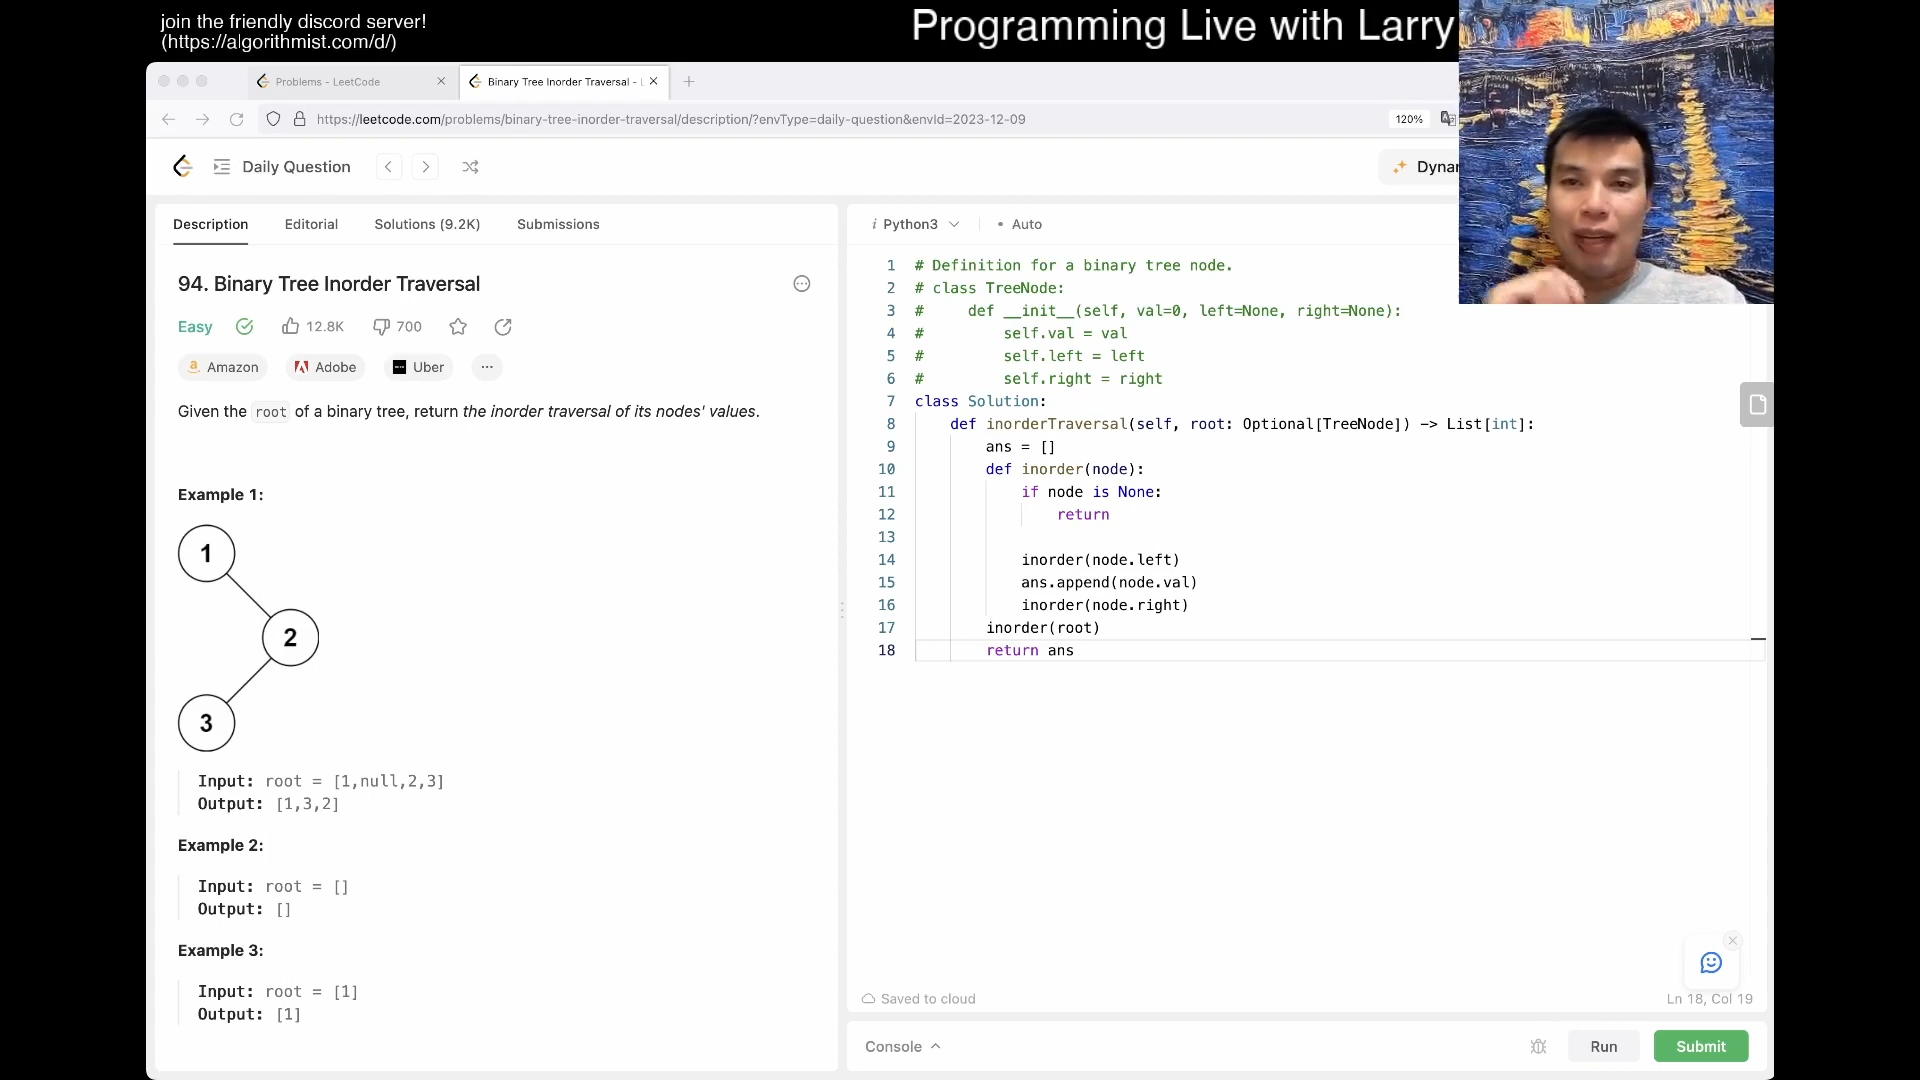 join the friendly discord server!
(https://algorithmist.com/d/)
Programming Live with Larry
Problems - LeetCode
Binary Tree Inorder Traversal - L
https://leetcode.com/problems/binary-tree-inorder-traversal/description/?envType=daily-question&envId=2023-12-09
120%
Daily Question
Dynam
Description
Editorial
Solutions (9.2K)
Submissions
94. Binary Tree Inorder Traversal
Easy
12.8K
700
Amazon
Adobe
Uber
Given the root of a binary tree, return the inorder traversal of its nodes' values.
Example 1:
1
2
3
Input: root = [1,null,2,3]
Output: [1,3,2]
Example 2:
Input: root = []
Output: []
Example 3:
Input: root = [1]
Output: [1]
i Python3
• Auto
1 # Definition for a binary tree node.
2 # class TreeNode:
3 #     def __init__(self, val=0, left=None, right=None):
4 #         self.val = val
5 #         self.left = left
6 #         self.right = right
7 class Solution:
8     def inorderTraversal(self, root: Optional[TreeNode]) -> List[int]:
9         ans = []
10         def inorder(node):
11             if node is None:
12                 return
13
14             inorder(node.left)
15             ans.append(node.val)
16             inorder(node.right)
17         inorder(root)
18         return ans
Saved to cloud
Ln 18, Col 19
Console
Run
Submit